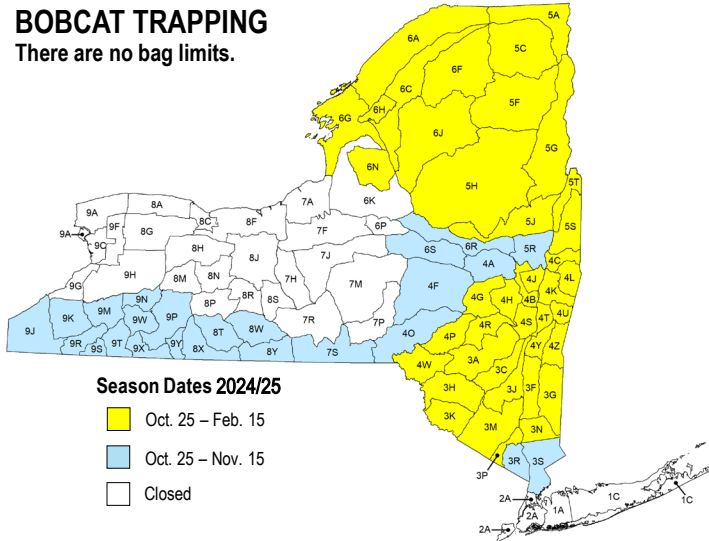 BOBCAT TRAPPING
There are no bag limits.
5A
6A
5C
6F
6C
5F
6H
6G
6J
5G
6N
5H
5T
6K
7A
8A
9A
8C
8F
9F
5J
5S
6P
7F
8G
9A
9C
6S
6R
5R
8H
7J
8J
4A
4C
9H
8M
8N
7H
7M
4F
4J
4L
9G
4K
8R
8S
4G
4H
4B
9N
8P
9M
9K
9P
9W
7R
7P
4R
4S
4T
4U
9J
8T
8W
4O
4P
9R
9S
9T
9X
9Y
8X
8Y
7S
4Y
4Z
4W
3A
3C
3H
3J
3F
3G
3K
3M
3N
3R
3S
3P
2A
1C
1C
2A
1A
2A
Season Dates 2024/25
Oct. 25 – Feb. 15
Oct. 25 – Nov. 15
Closed